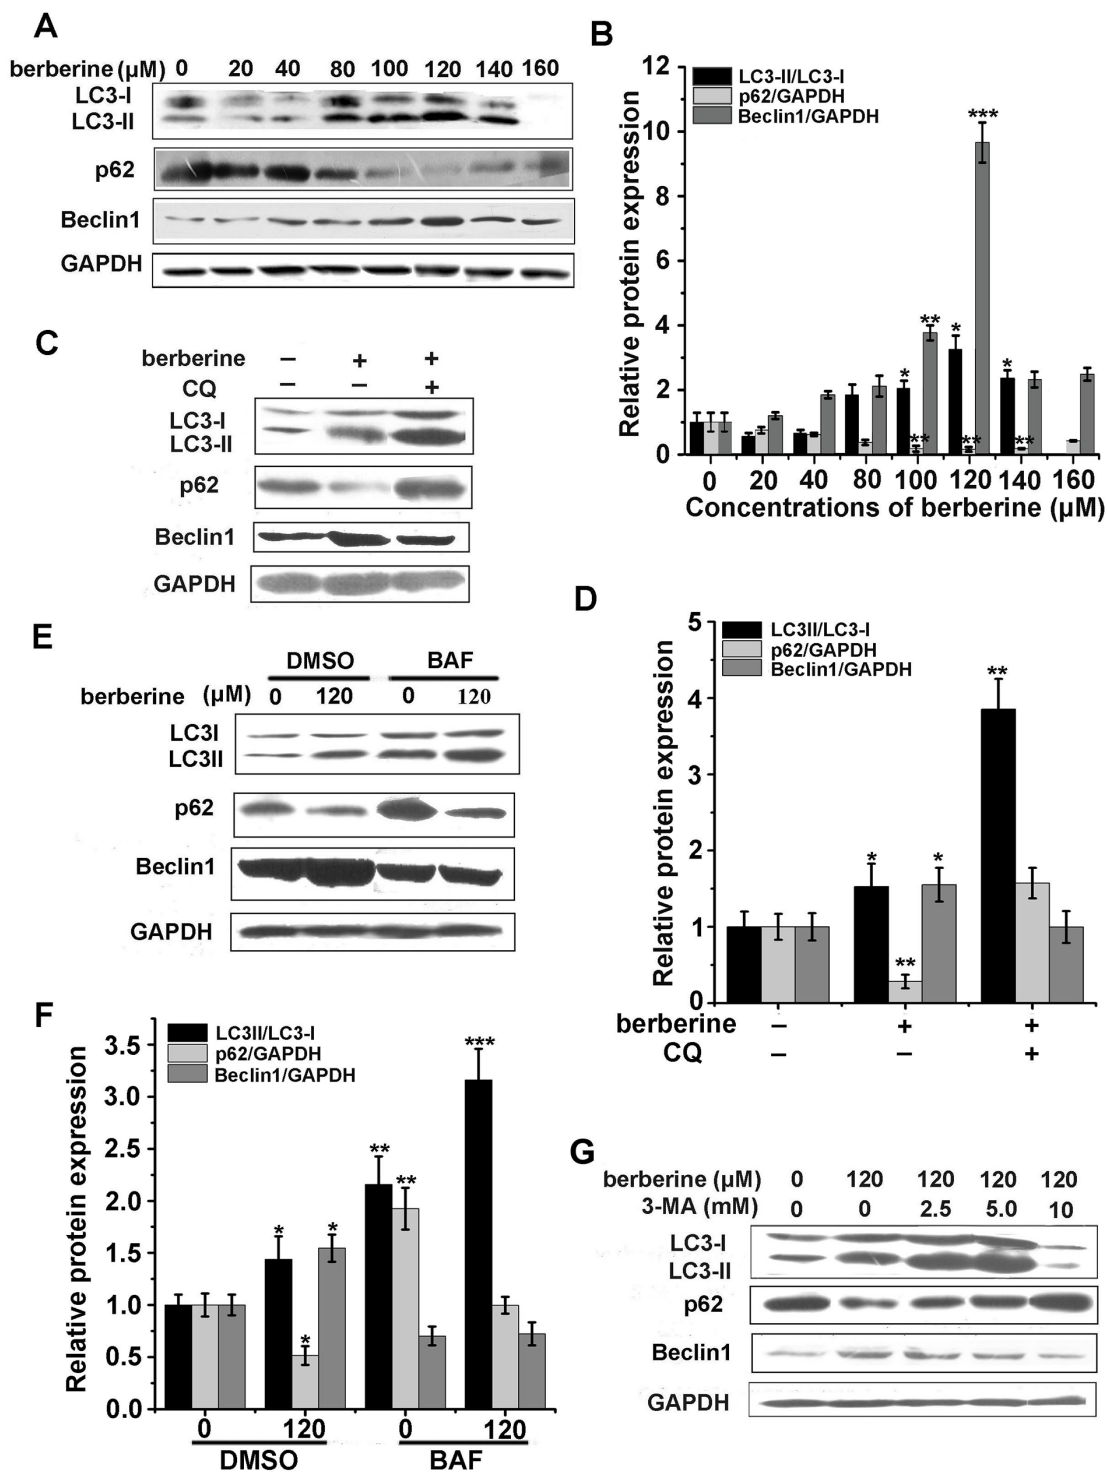 A
berberine (µM) 0 20 40 80 100 120 140 160
LC3-I
LC3-II
p62
Beclin1
GAPDH
B
12
10
8
6
4
2
0
Relative protein expression
LC3-II/LC3-I
p62/GAPDH
Beclin1/GAPDH
***
**
*
*
*
**
**
**
0 20 40 80 100 120 140 160
Concentrations of berberine (µM)
C
berberine − + +
CQ − − +
LC3-I
LC3-II
p62
Beclin1
GAPDH
D
5
4
3
2
1
0
Relative protein expression
LC3II/LC3-I
p62/GAPDH
Beclin1/GAPDH
**
*
*
**
berberine − + +
CQ − − +
E
DMSO BAF
berberine (µM) 0 120 0 120
LC3I
LC3II
p62
Beclin1
GAPDH
F
3.5
3.0
2.5
2.0
1.5
1.0
0.5
0.0
Relative protein expression
LC3II/LC3-I
p62/GAPDH
Beclin1/GAPDH
***
**
**
*
*
*
0 120 0 120
DMSO BAF
G
berberine (µM) 0 120 120 120 120
3-MA (mM) 0 0 2.5 5.0 10
LC3-I
LC3-II
p62
Beclin1
GAPDH